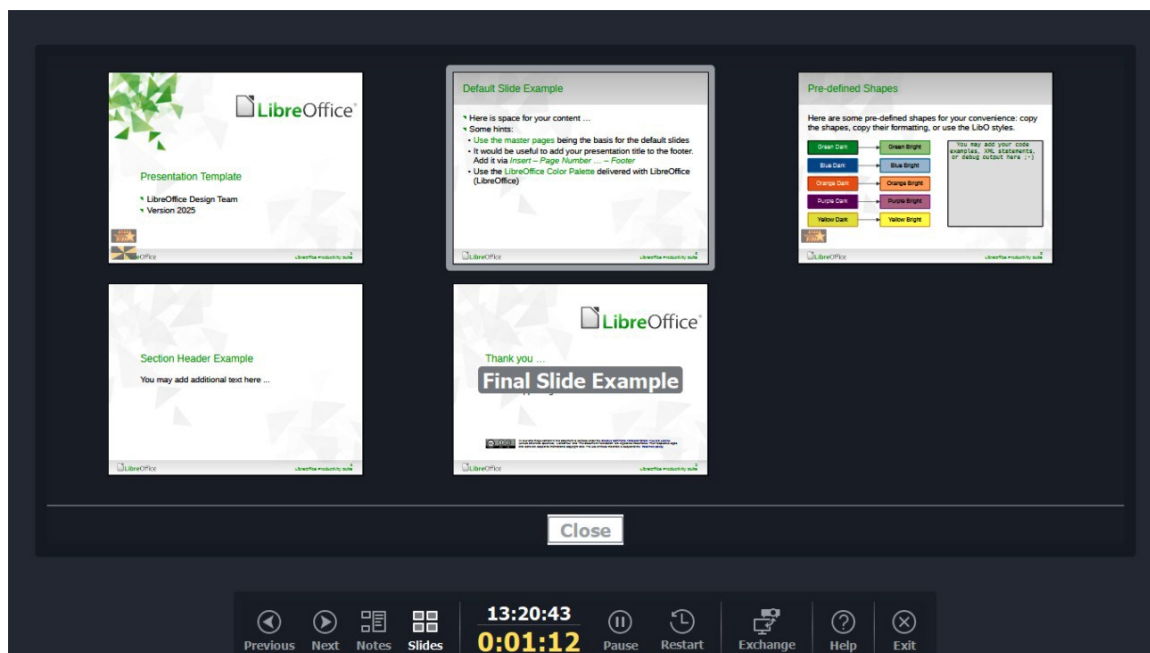 LibreOffice
Presentation Template
LibreOffice Design Team
Version 2025
LibreOffice Productivity Suite
Default Slide Example
Here is space for your content …
Some hints:
Use the master pages being the basis for the default slides
It would be useful to add your presentation title to the footer.
Add it via Insert – Page Number … – Footer
Use the LibreOffice Color Palette delivered with LibreOffice
(LibreOffice)
LibreOffice
LibreOffice Productivity Suite
Pre-defined Shapes
Here are some pre-defined shapes for your convenience: copy
the shapes, copy their formatting, or use the LibO styles.
Green Dark
Green Bright
Blue Dark
Blue Bright
Orange Dark
Orange Bright
Purple Dark
Purple Bright
Yellow Dark
Yellow Bright
You may add your code
examples, XML statements,
or debug output here ;-)
LibreOffice
LibreOffice Productivity Suite
Section Header Example
You may add additional text here ...
LibreOffice
LibreOffice Productivity Suite
LibreOffice
Thank you …
Final Slide Example
LibreOffice
LibreOffice Productivity Suite
Close
Previous
Next
Notes
Slides
13:20:43
0:01:12
Pause
Restart
Exchange
Help
Exit